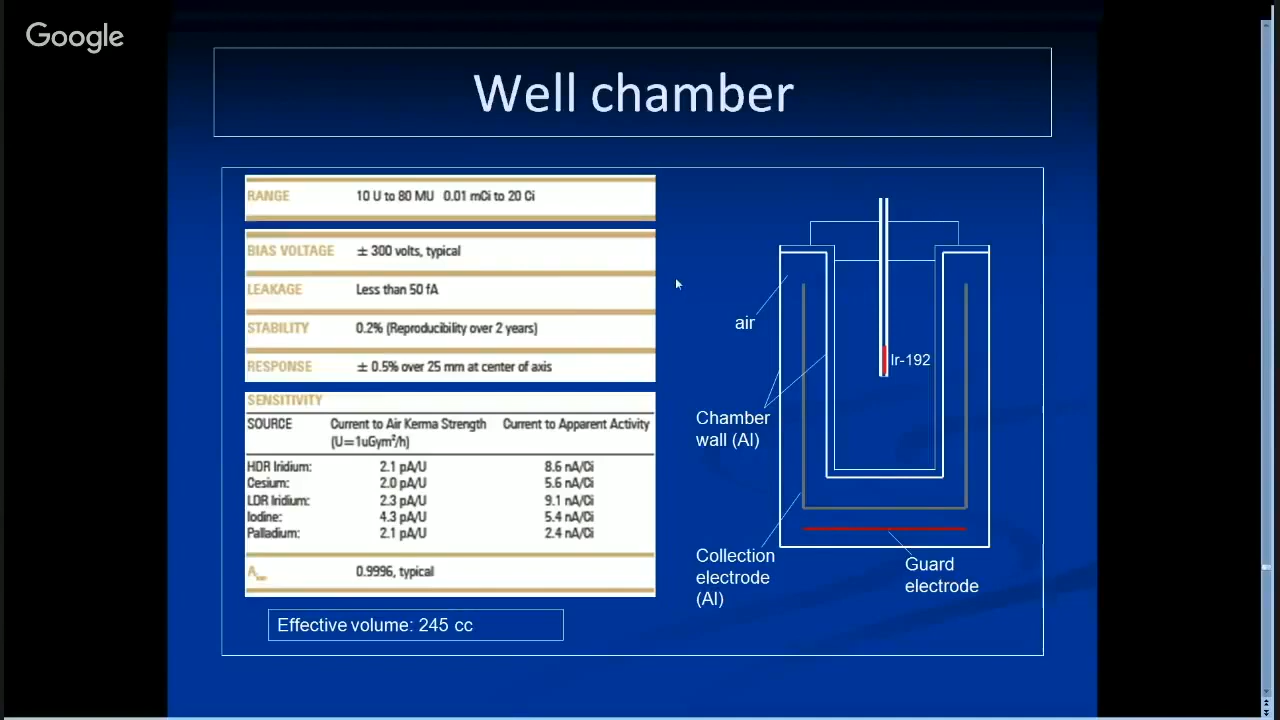 Google
Well chamber
RANGE 10 U to 80 MU 0.01 mCi to 20 Ci
BIAS VOLTAGE ± 300 volts, typical
LEAKAGE Less than 50 fA
STABILITY 0.2% (Reproducibility over 2 years)
RESPONSE ± 0.5% over 25 mm at center of axis
SENSITIVITY
SOURCE Current to Air Kerma Strength Current to Apparent Activity
(U=1uGym²/h)
HDR Iridium: 2.1 pA/U 8.6 nA/Ci
Cesium: 2.0 pA/U 5.6 nA/Ci
LDR Iridium: 2.3 pA/U 9.1 nA/Ci
Iodine: 4.3 pA/U 5.4 nA/Ci
Palladium: 2.1 pA/U 2.4 nA/Ci
A 0.9996, typical
Effective volume: 245 cc
air
Ir-192
Chamber
wall (Al)
Collection
electrode
(Al)
Guard
electrode